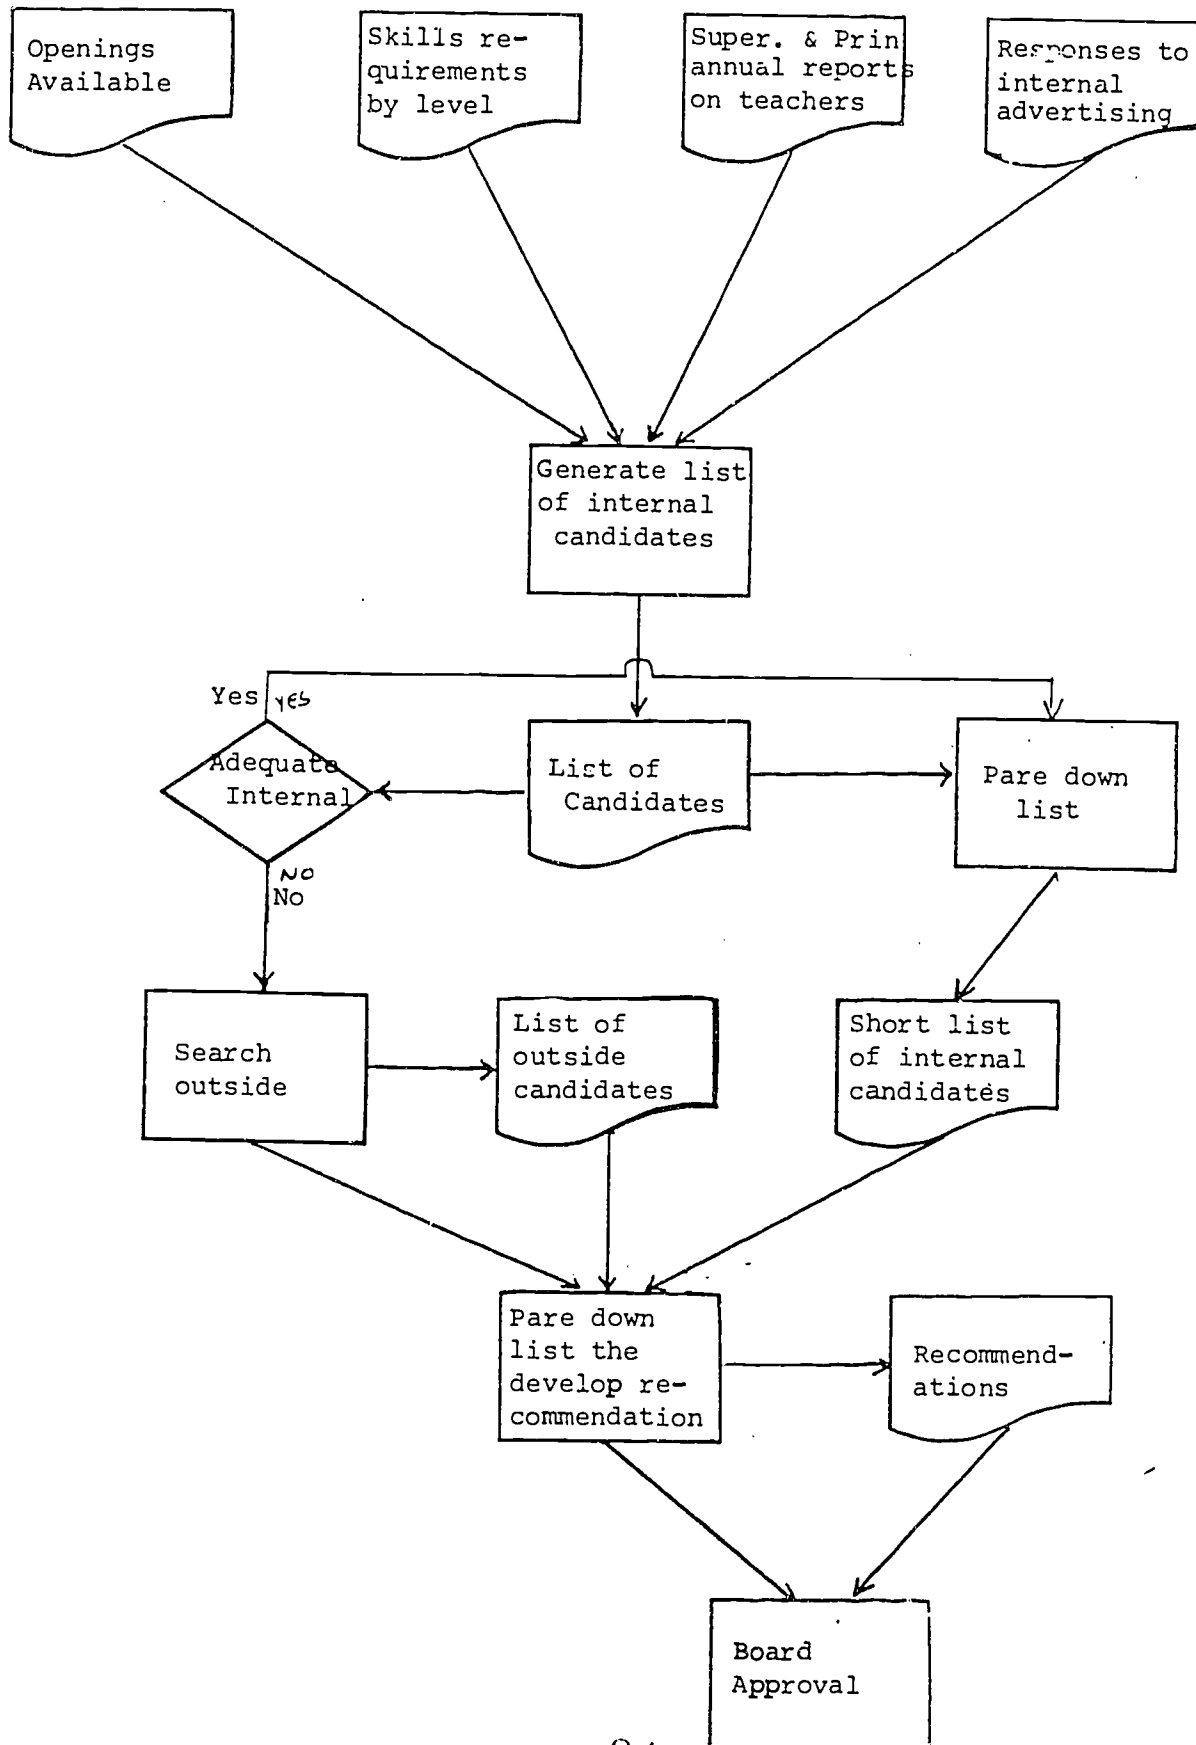 Openings
Available
Skills re-
quirements
by level
Super. & Prin
annual reports
on teachers
Responses to
internal
advertising
Generate list
of internal
candidates
Yes YES
Adequate
Internal
List of
Candidates
Pare down
list
NO
No
Search
outside
List of
outside
candidates
Short list
of internal
candidates
Pare down
list the
develop re-
commendation
Recommend-
ations
Board
Approval